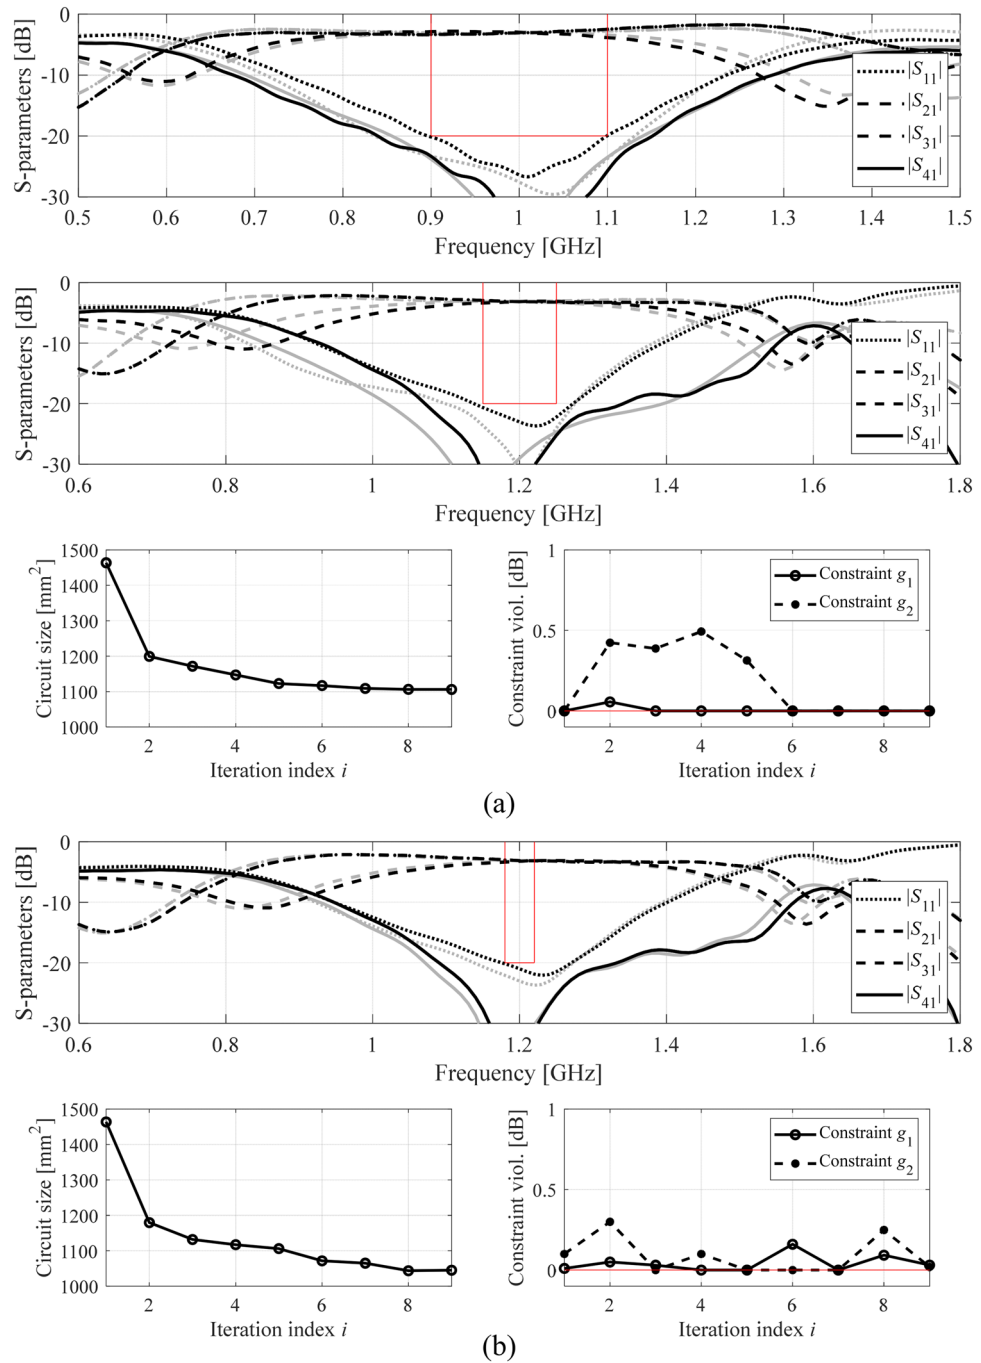 S-parameters [dB]
0
-10
-20
-30
|S11|
|S21|
|S31|
|S41|
0.5 0.6 0.7 0.8 0.9 1 1.1 1.2 1.3 1.4 1.5
Frequency [GHz]
S-parameters [dB]
0
-10
-20
-30
|S11|
|S21|
|S31|
|S41|
0.6 0.8 1 1.2 1.4 1.6 1.8
Frequency [GHz]
Circuit size [mm2]
1500
1400
1300
1200
1100
1000
2 4 6 8
Iteration index i
Constraint viol. [dB]
1
0.5
0
Constraint g1
Constraint g2
2 4 6 8
Iteration index i
(a)
S-parameters [dB]
0
-10
-20
-30
|S11|
|S21|
|S31|
|S41|
0.6 0.8 1 1.2 1.4 1.6 1.8
Frequency [GHz]
Circuit size [mm2]
1500
1400
1300
1200
1100
1000
2 4 6 8
Iteration index i
Constraint viol. [dB]
1
0.5
0
Constraint g1
Constraint g2
2 4 6 8
Iteration index i
(b)